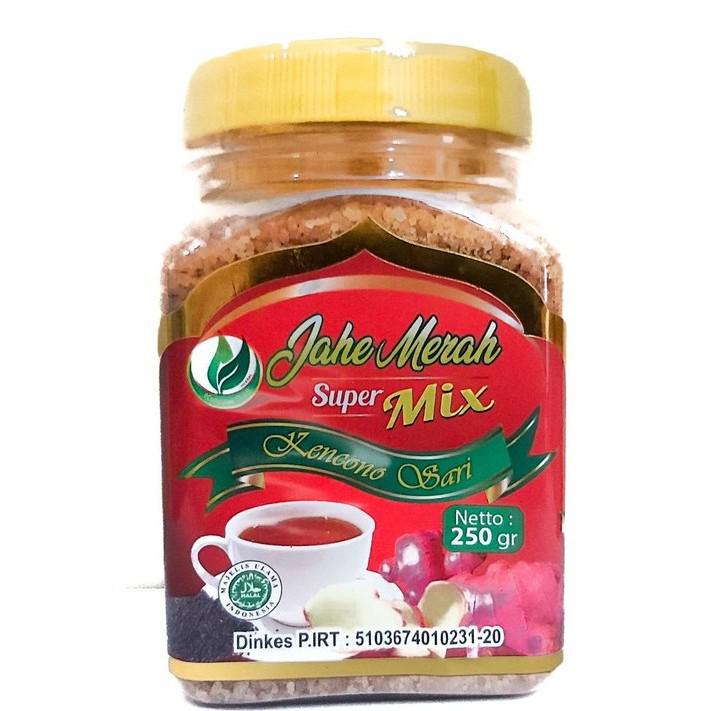 Jahe Merah
Super Mix
Kencono Sari
Netto :
250 gr
MAJELIS ULAMA
INDONESIA
HALAL
Dinkes P.IRT : 5103674010231-20